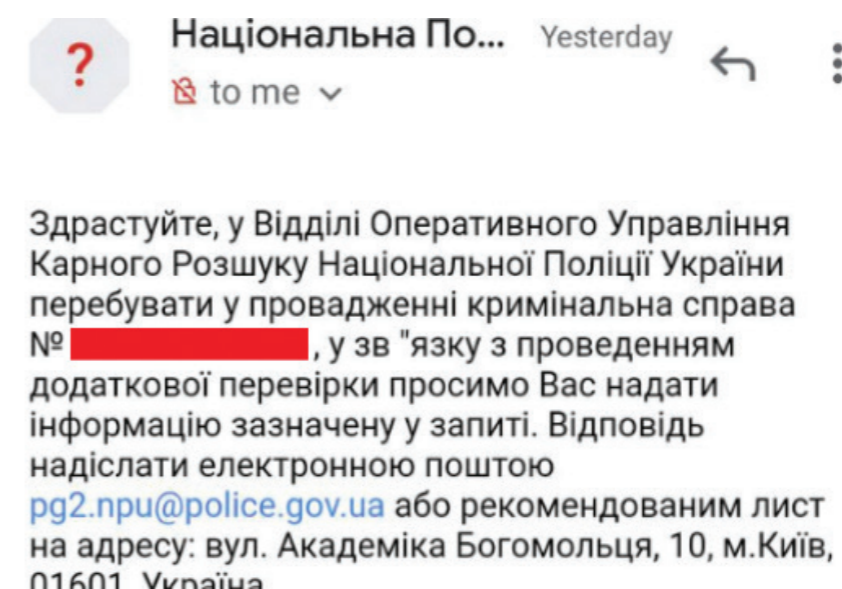 ?
Національна По... Yesterday
to me
Здрастуйте, у Відділі Оперативного Управління
Карного Розшуку Національної Поліції України
перебувати у провадженні кримінальна справа
№ , у зв "язку з проведенням
додаткової перевірки просимо Вас надати
інформацію зазначену у запиті. Відповідь
надіслати електронною поштою
pg2.npu@police.gov.ua або рекомендованим лист
на адресу: вул. Академіка Богомольця, 10, м.Київ,
01601, Україна